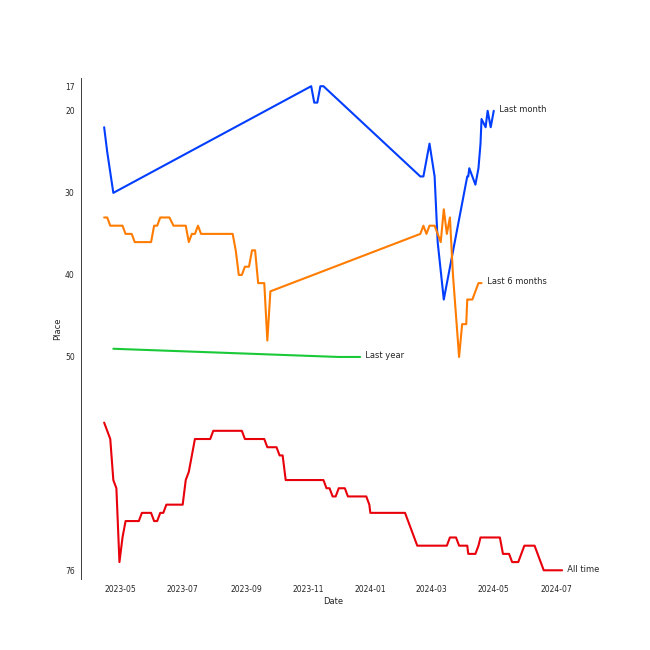 17
20
Last month
30
40
Last 6 months
Place
50
Last year
76
All time
2023-05
2023-07
2023-09
2023-11
2024-01
2024-03
2024-05
2024-07
Date